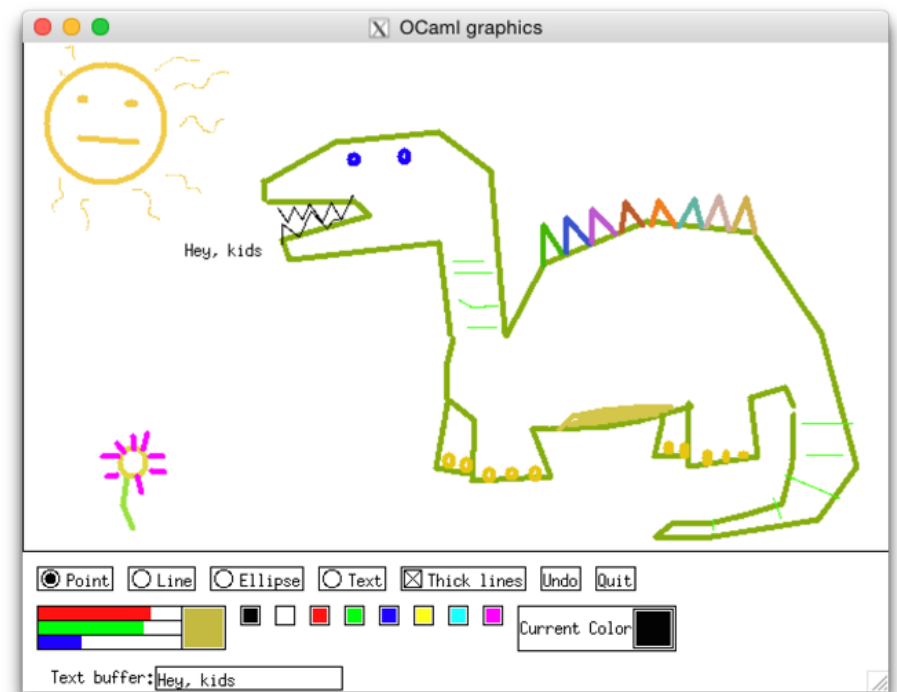 OCaml graphics
Hey, kids
Point Line Ellipse Text Thick lines Undo Quit
Current Color
Text buffer: Hey, kids